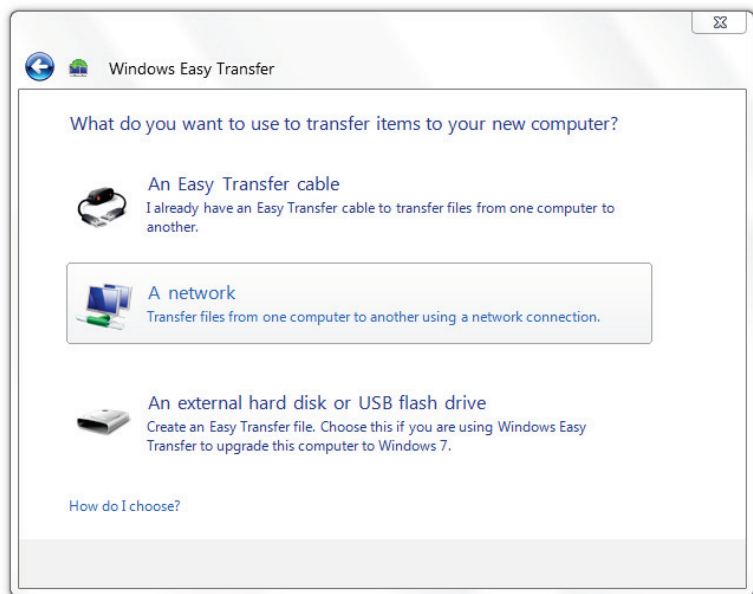 Windows Easy Transfer
What do you want to use to transfer items to your new computer?
An Easy Transfer cable
I already have an Easy Transfer cable to transfer files from one computer to
another.
A network
Transfer files from one computer to another using a network connection.
An external hard disk or USB flash drive
Create an Easy Transfer file. Choose this if you are using Windows Easy
Transfer to upgrade this computer to Windows 7.
How do I choose?